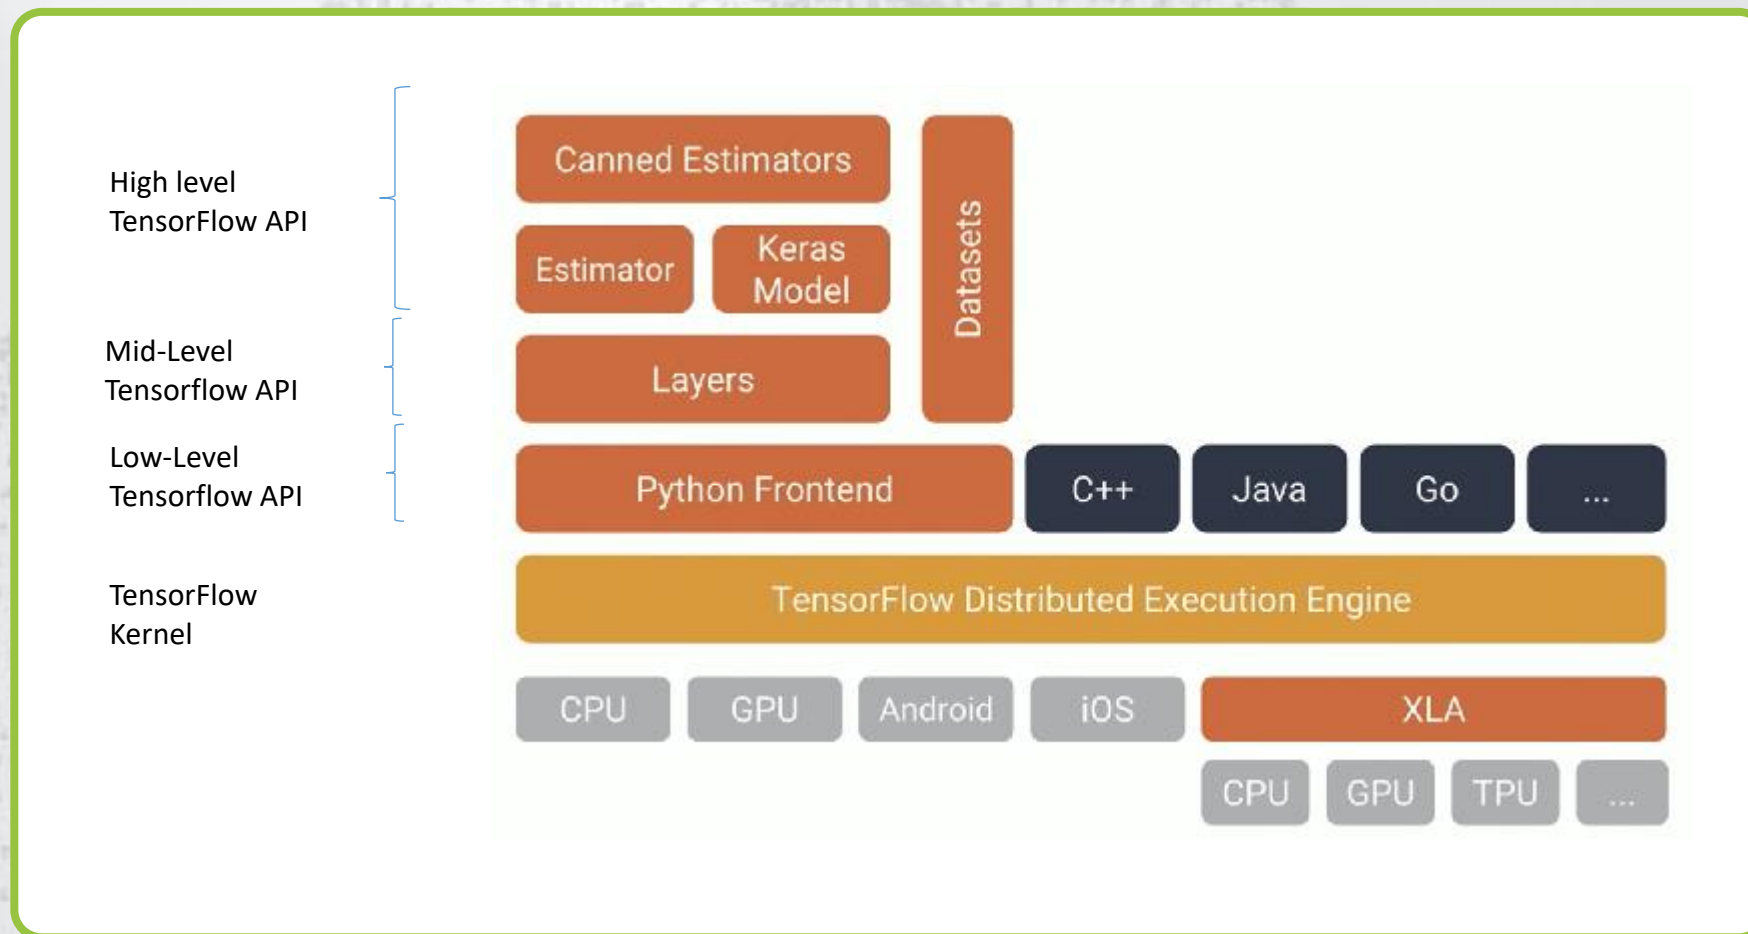 High level
TensorFlow API
Canned Estimators
Estimator
Keras
Model
Datasets
Mid-Level
Tensorflow API
Layers
Low-Level
Tensorflow API
Python Frontend
C++
Java
Go
...
TensorFlow
Kernel
TensorFlow Distributed Execution Engine
CPU
GPU
Android
iOS
XLA
CPU
GPU
TPU
...